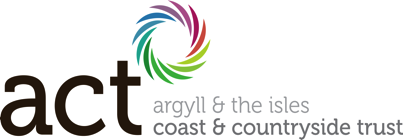 act
argyll & the isles
coast & countryside trust